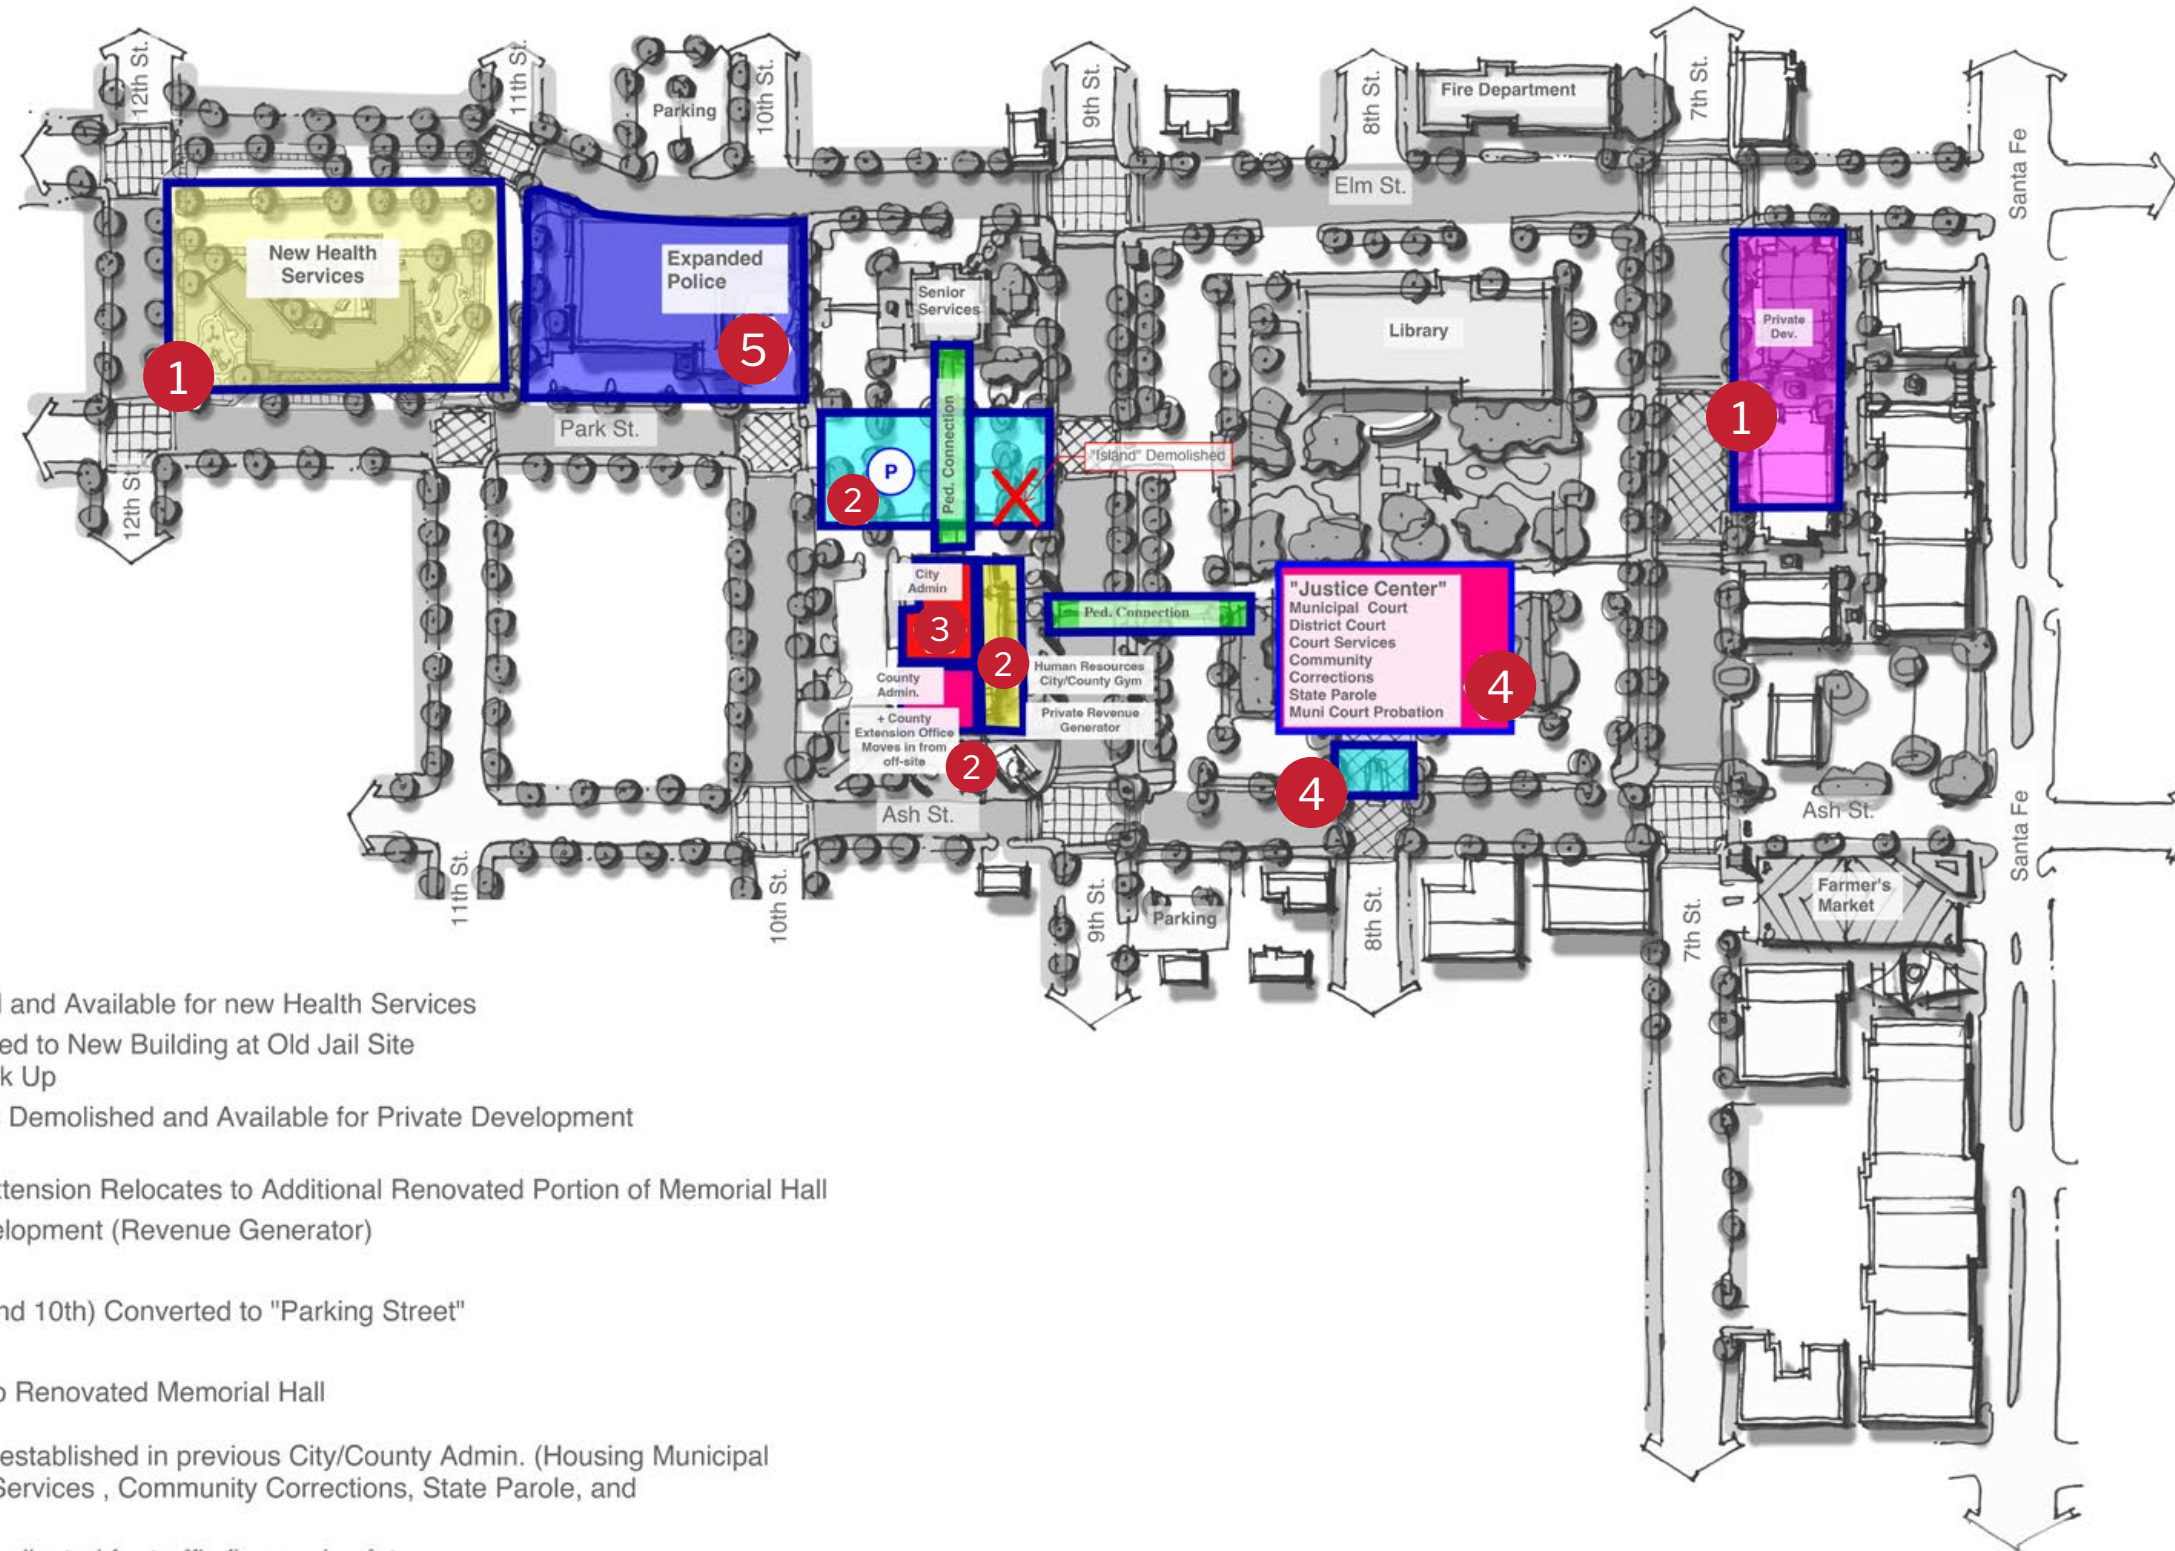 12th St.
11th St.
Parking
10th St.
9th St.
8th St.
Fire Department
7th St.
Santa Fe
Elm St.
New Health
Services
1
Expanded
Police
5
Senior
Services
Library
Private
Dev.
1
Park St.
Ped. Connection
P
2
"Island" Demolished
12th St.
City
Admin
3
2
Ped. Connection
Human Resources
City/County Gym
County
Admin.
+ County
Extension Office
Moves in from
off-site
2
Private Revenue
Generator
"Justice Center"
Municipal Court
District Court
Court Services
Community
Corrections
State Parole
Muni Court Probation
4
4
Ash St.
Ash St.
Santa Fe
11th St.
10th St.
9th St.
Parking
8th St.
7th St.
Farmer's
Market
and Available for new Health Services
ed to New Building at Old Jail Site
k Up
Demolished and Available for Private Development
tension Relocates to Additional Renovated Portion of Memorial Hall
elopment (Revenue Generator)
nd 10th) Converted to "Parking Street"
o Renovated Memorial Hall
established in previous City/County Admin. (Housing Municipal
Services , Community Corrections, State Parole, and